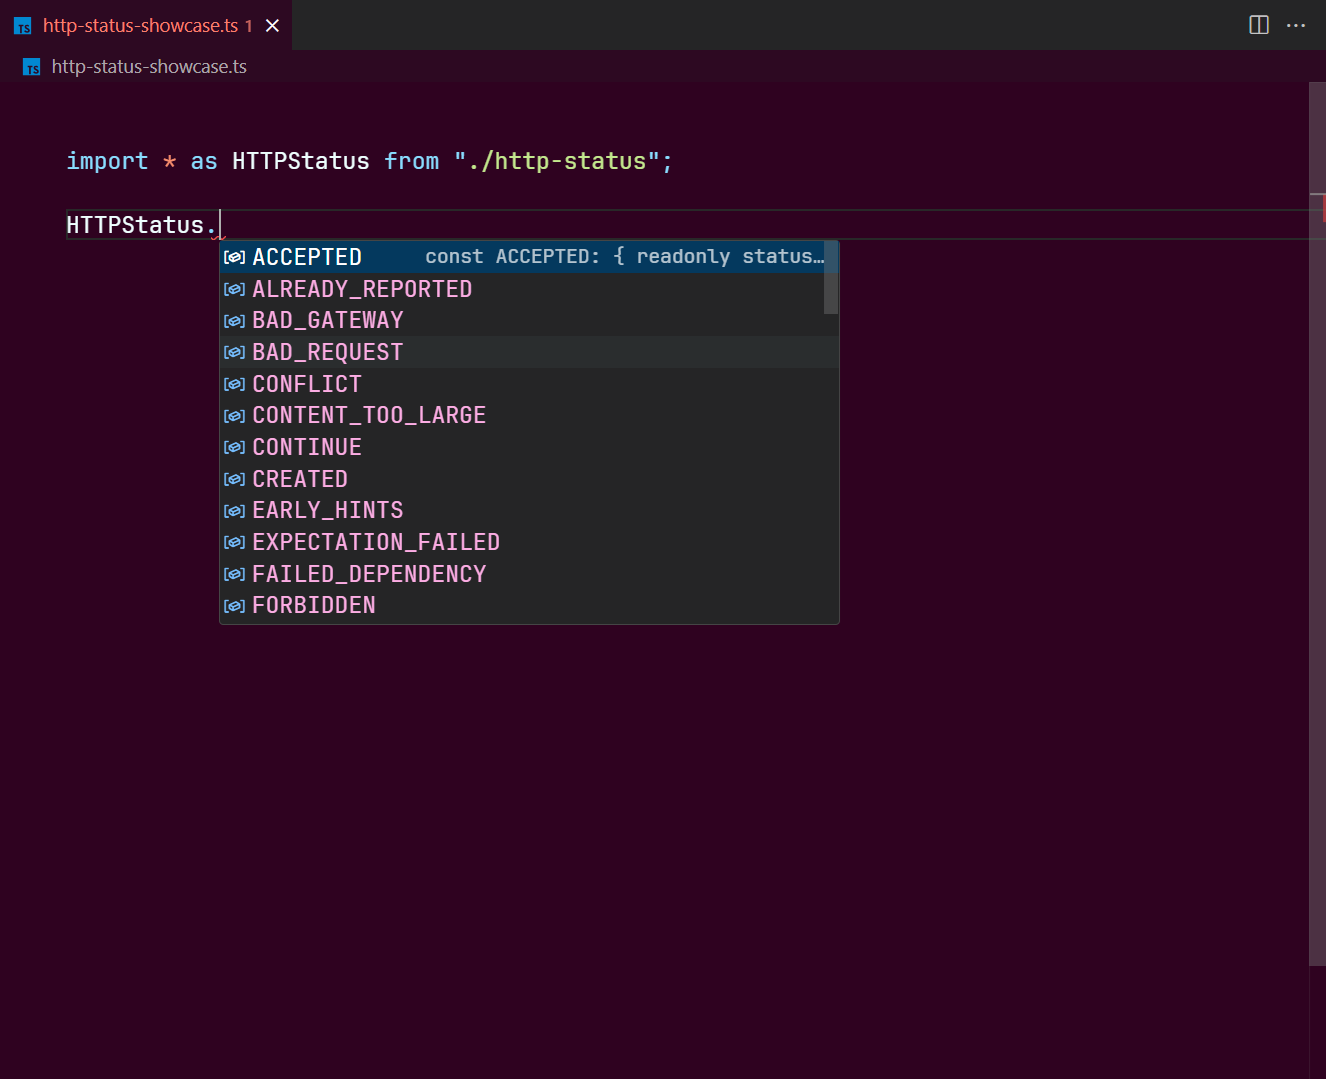 TS http-status-showcase.ts 1
TS http-status-showcase.ts
import * as HTTPStatus from "./http-status";
HTTPStatus.
ACCEPTED const ACCEPTED: { readonly status…
ALREADY_REPORTED
BAD_GATEWAY
BAD_REQUEST
CONFLICT
CONTENT_TOO_LARGE
CONTINUE
CREATED
EARLY_HINTS
EXPECTATION_FAILED
FAILED_DEPENDENCY
FORBIDDEN